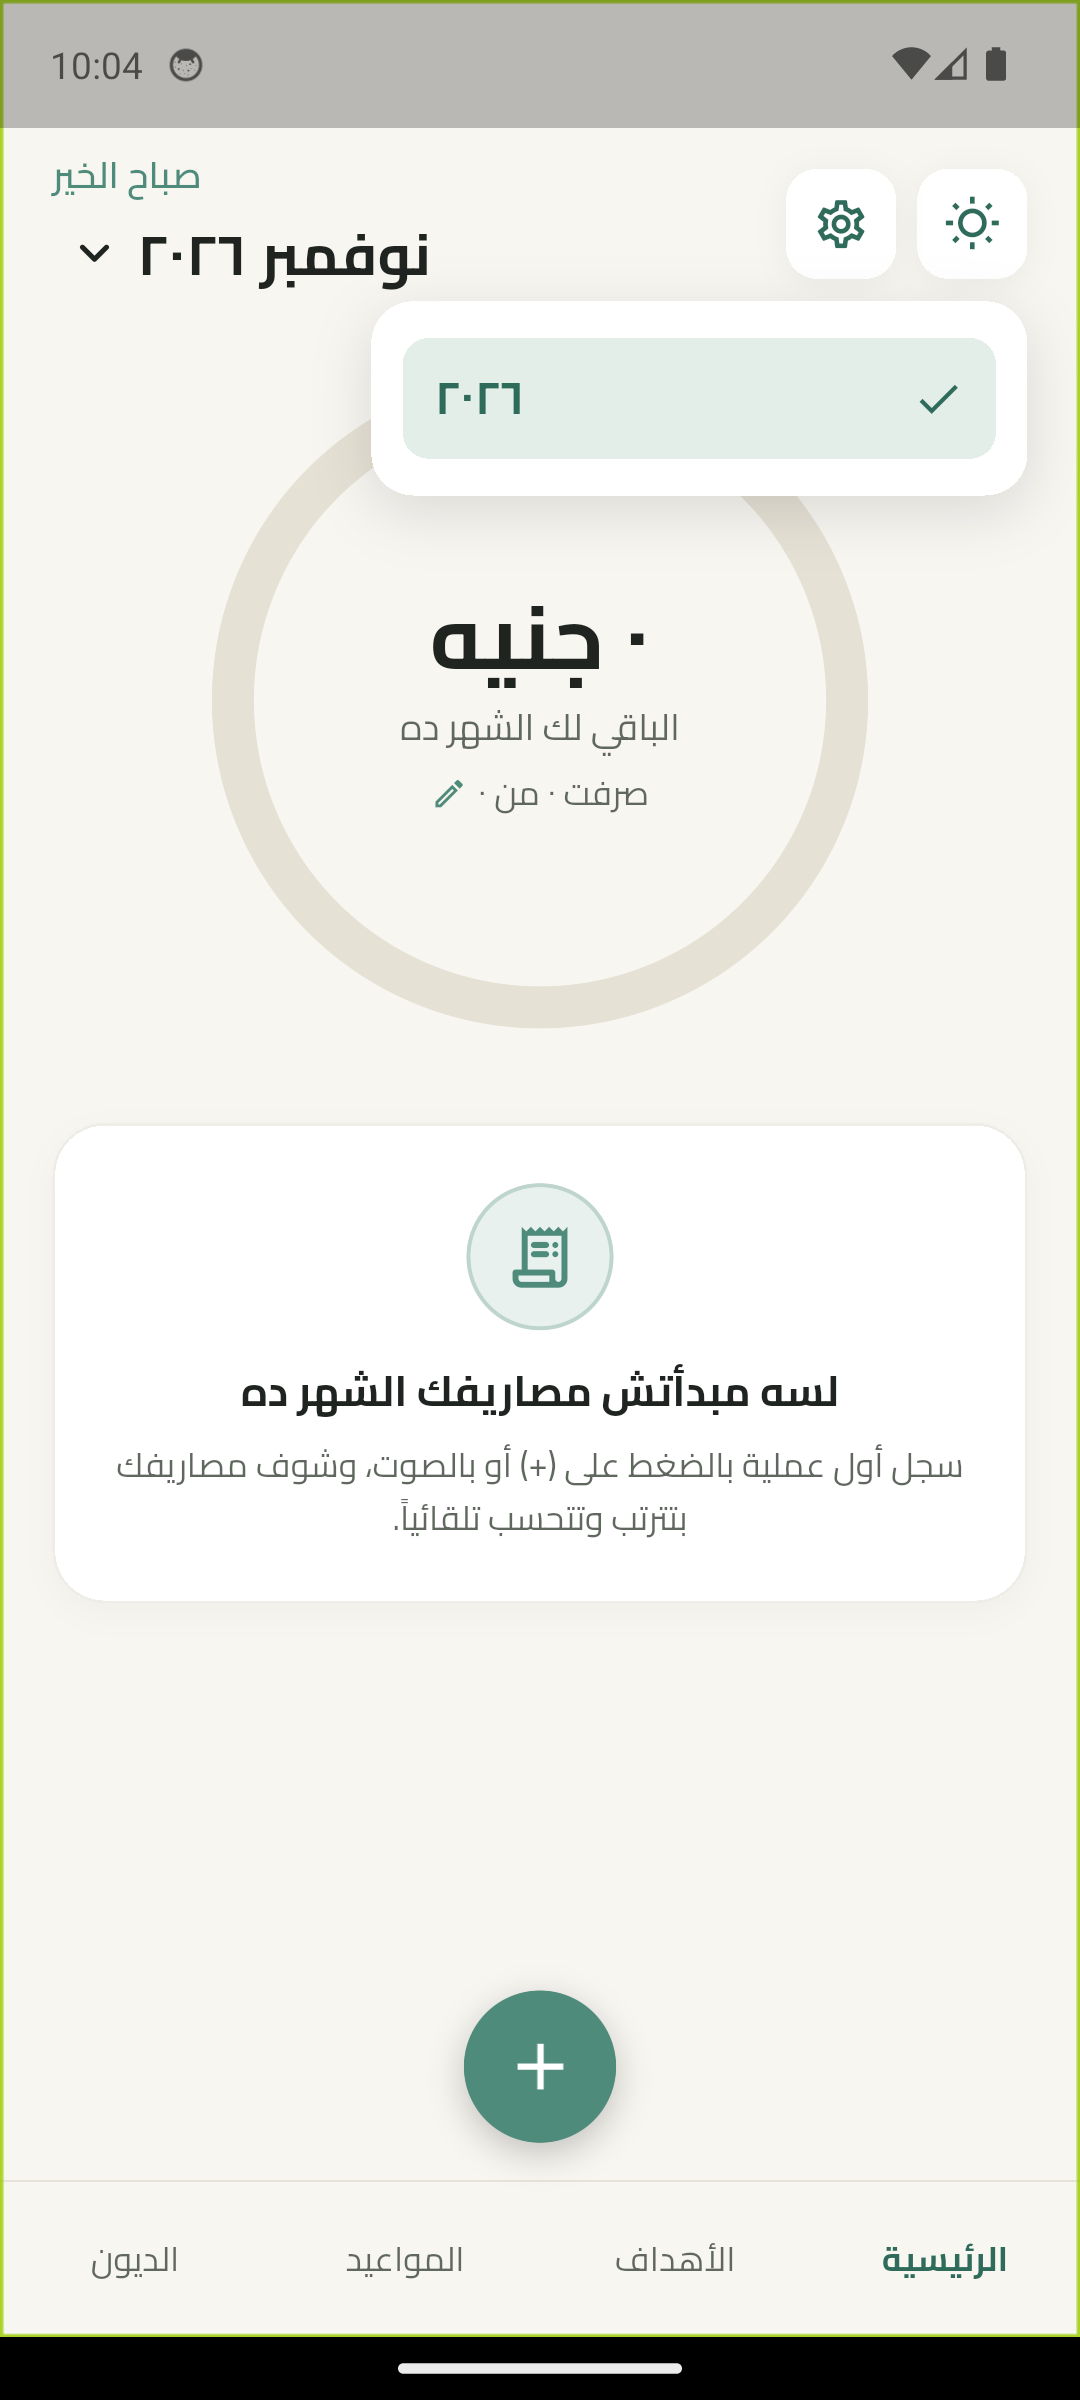 10:04
صباح الخير
نوفمبر ٢٠٢٦
٢٠٢٦
٠ جنيه
الباقي لك الشهر ده
صرفت ٠ من ٠
لسه مبدأتش مصاريفك الشهر ده
سجل أول عملية بالضغط على (+) أو بالصوت، وشوف مصاريفك
بتترتب وتتحسب تلقائياً.
الرئيسية
الأهداف
المواعيد
الديون